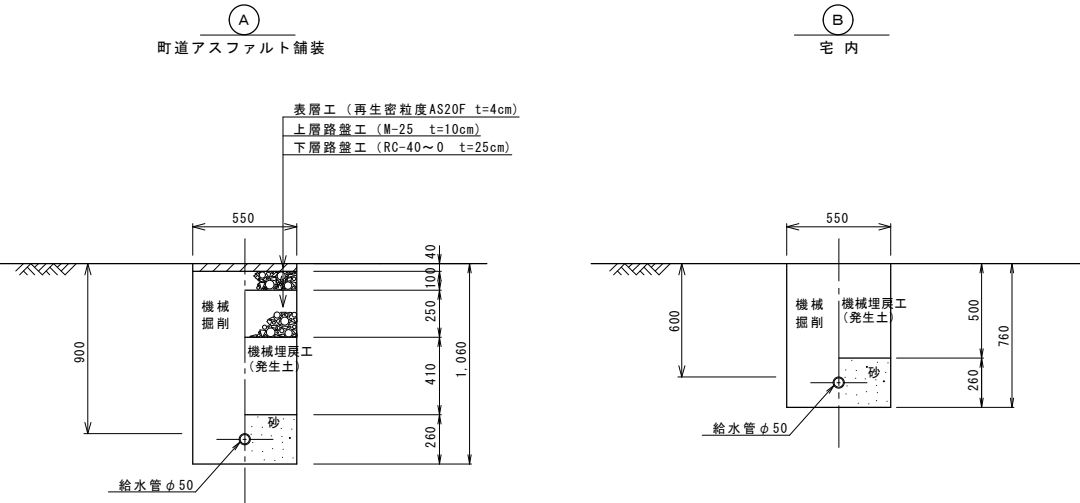 A
町道アスファルト舗装
表層工（再生密粒度AS20F t=4cm）
上層路盤工（M-25 t=10cm）
下層路盤工（RC-40～0 t=25cm）
550
40
100
250
410
260
1,060
900
機械
掘削
機械埋戻工
（発生土）
砂
給水管φ50
B
宅内
550
600
機械
掘削
機械埋戻工
（発生土）
砂
500
260
760
給水管φ50